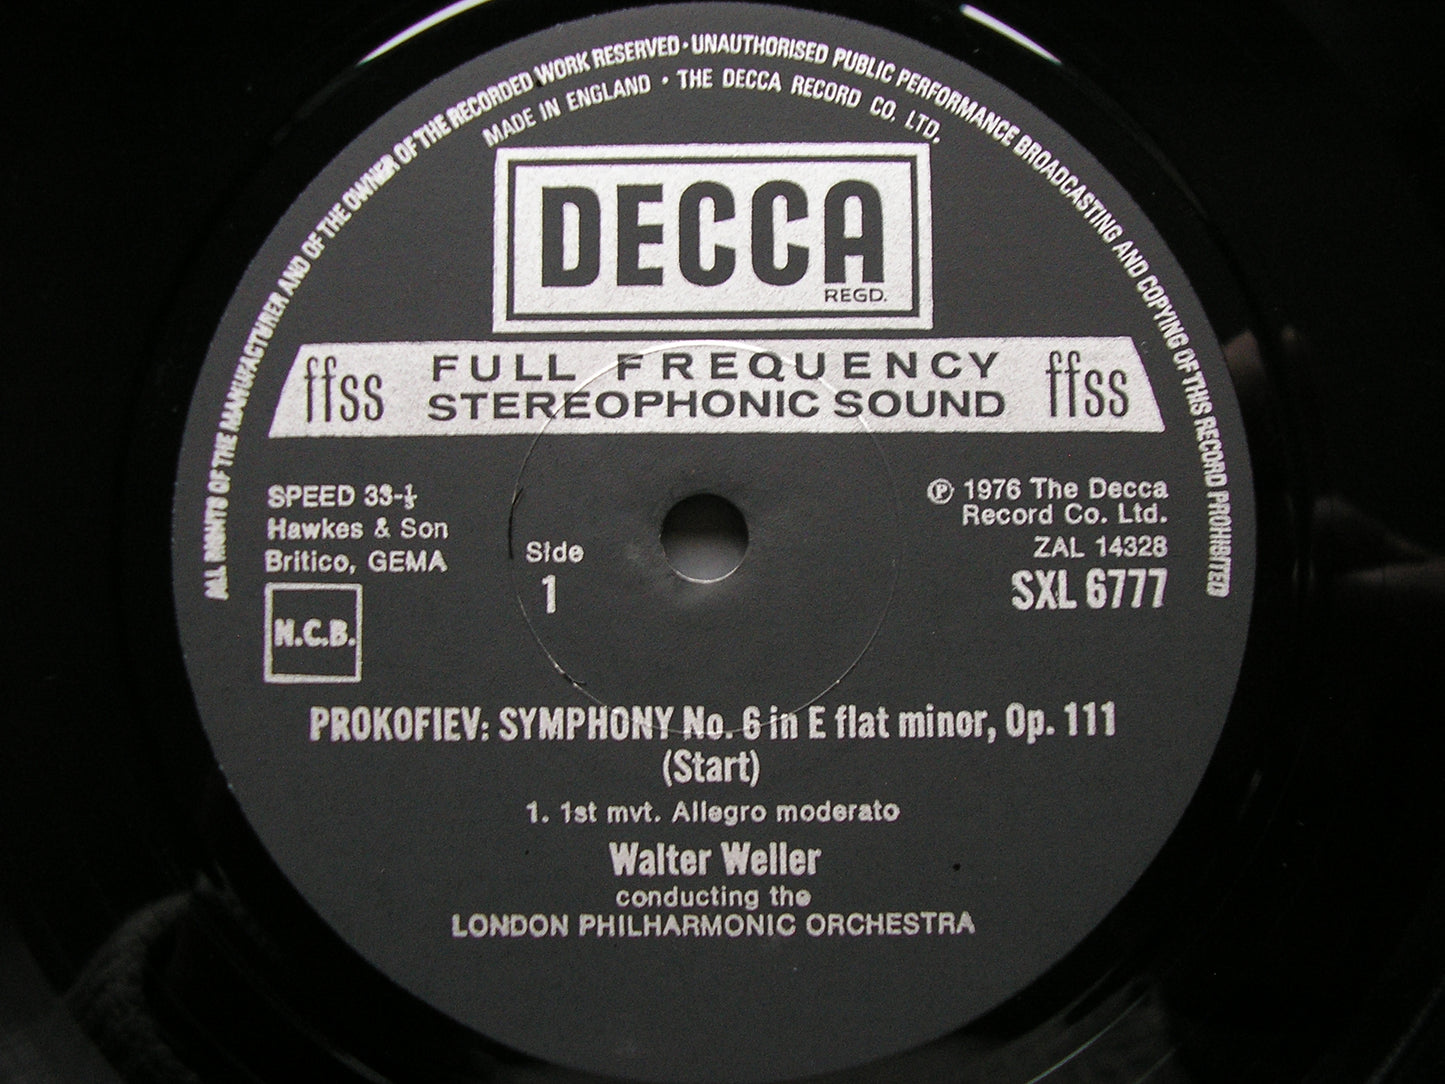 ALL RIGHTS OF THE MANUFACTURER AND OF THE OWNER OF THE RECORDED WORK RESERVED · UNAUTHORISED PUBLIC PERFORMANCE BROADCASTING AND COPYING OF THIS RECORD PROHIBITED
MADE IN ENGLAND · THE DECCA RECORD CO. LTD.
DECCA
REGD.
ffss FULL FREQUENCY ffss
STEREOPHONIC SOUND
SPEED 33-⅓
Hawkes & Son
Britico, GEMA
N.C.B.
Side
1
℗ 1976 The Decca
Record Co. Ltd.
ZAL 14328
SXL 6777
PROKOFIEV: SYMPHONY No. 6 in E flat minor, Op. 111
(Start)
1. 1st mvt. Allegro moderato
Walter Weller
conducting the
LONDON PHILHARMONIC ORCHESTRA